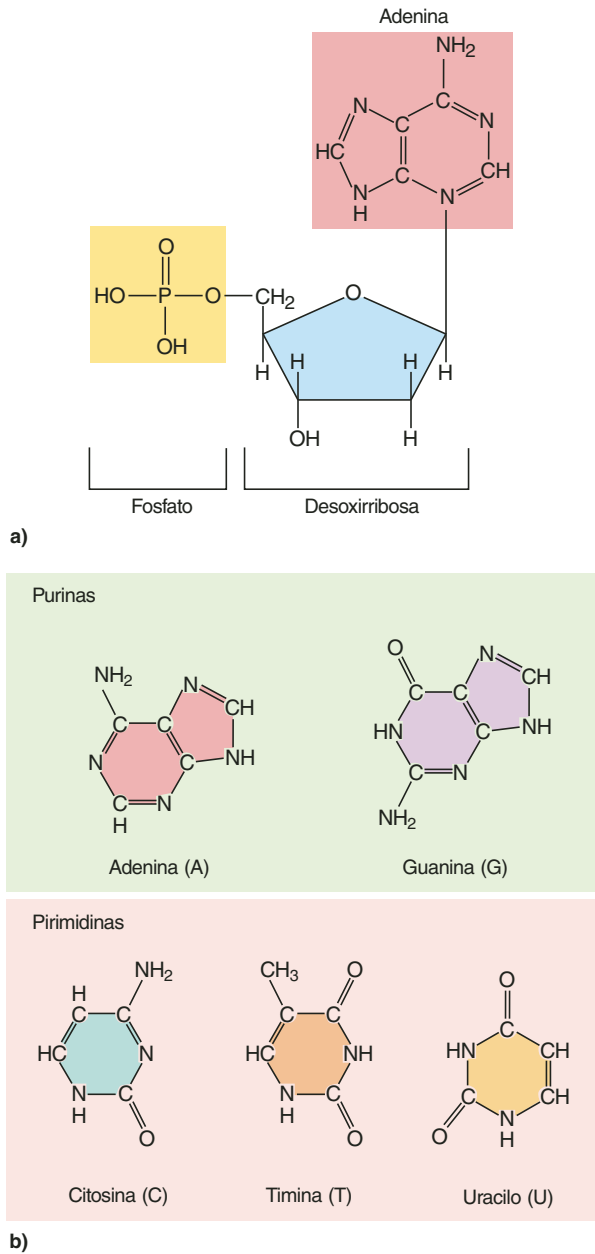 Adenina
NH2
N
C
N
C
HC
CH
C
N
N
H
O
HO
P
O
CH2
O
OH
H
H
H
H
OH
H
Fosfato
Desoxirribosa
a)
Purinas
O
N
CH
NH2
N
C
C
CH
C
C
HN
C
NH
N
C
NH
C
N
C
N
NH2
H
Adenina (A)
Guanina (G)
Pirimidinas
NH2
CH3
O
O
H
C
C
C
C
C
HN
CH
HC
N
HC
NH
C
CH
N
C
N
C
N
H
H
O
H
O
O
Citosina (C)
Timina (T)
Uracilo (U)
b)